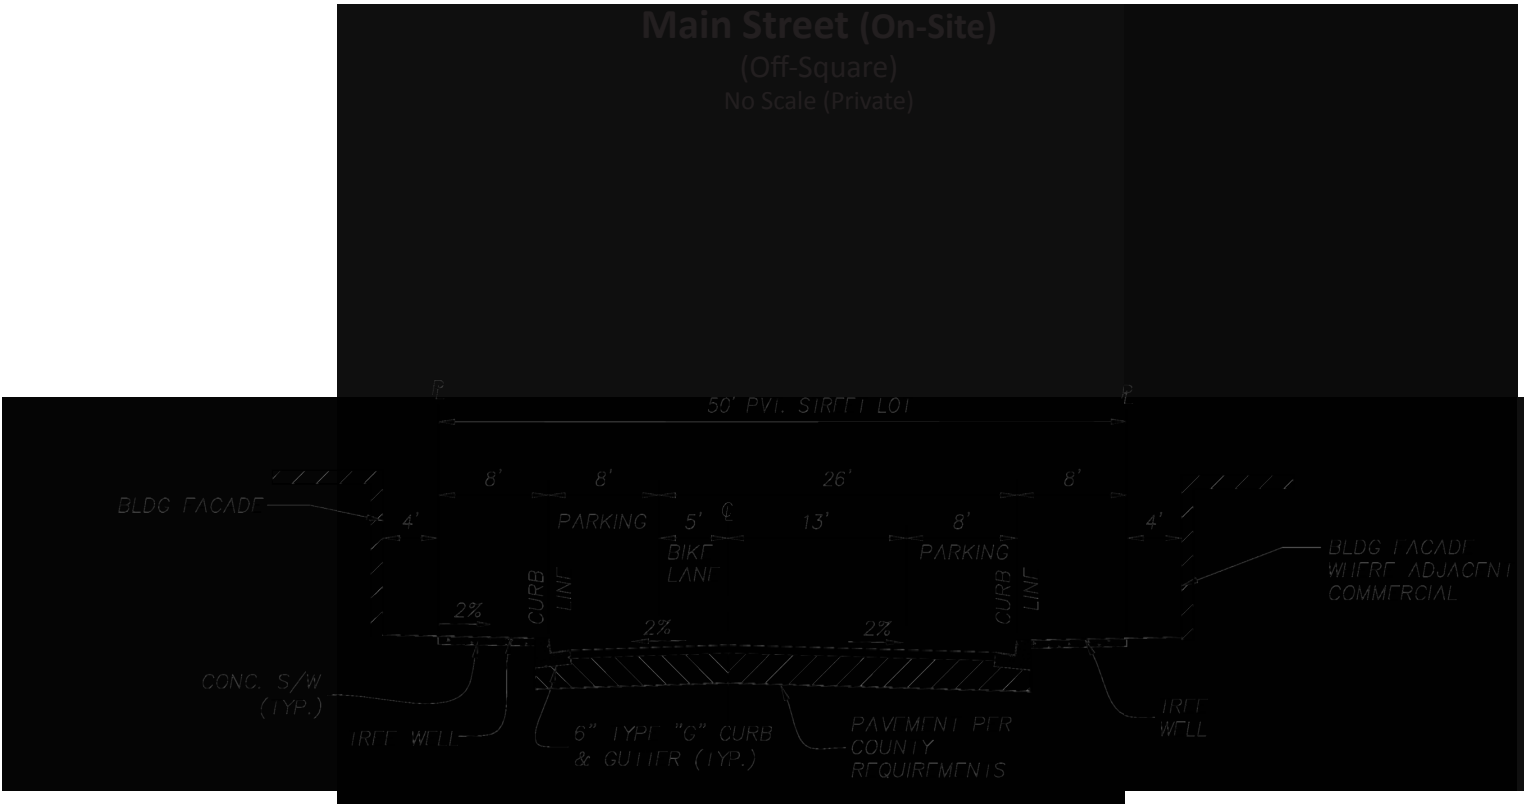 Main Street (On-Site)
(Off-Square)
No Scale (Private)
50' PVT. STREET LOT
8'
8'
26'
8'
BLDG FACADE
4'
PARKING
5'
13'
8'
4'
BIKE
LANE
PARKING
BLDG FACADE
WHERE ADJACENT
COMMERCIAL
CURB
LINE
CURB
LINE
2%
2%
2%
CONC. S/W
(TYP.)
TREE WELL
6" TYPE "G" CURB
& GUTTER (TYP.)
PAVEMENT PER
COUNTY
REQUIREMENTS
TREE
WELL